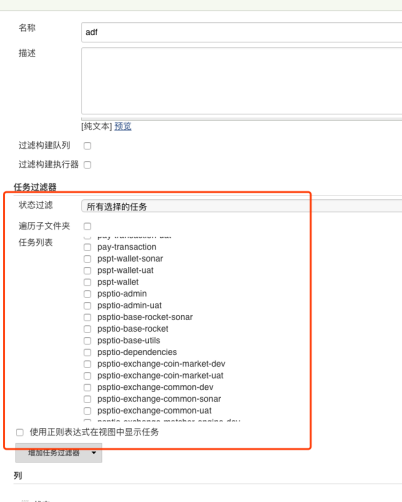 名称
adf
描述
[纯文本] 预览
过滤构建队列
过滤构建执行器
任务过滤器
状态过滤
所有选择的任务
遍历子文件夹
任务列表
pay-transaction
pspt-wallet-sonar
pspt-wallet-uat
pspt-wallet
psptio-admin
psptio-admin-uat
psptio-base-rocket-sonar
psptio-base-rocket
psptio-base-utils
psptio-dependencies
psptio-exchange-coin-market-dev
psptio-exchange-coin-market-uat
psptio-exchange-common-dev
psptio-exchange-common-sonar
psptio-exchange-common-uat
使用正则表达式在视图中显示任务
增加任务过滤器
列